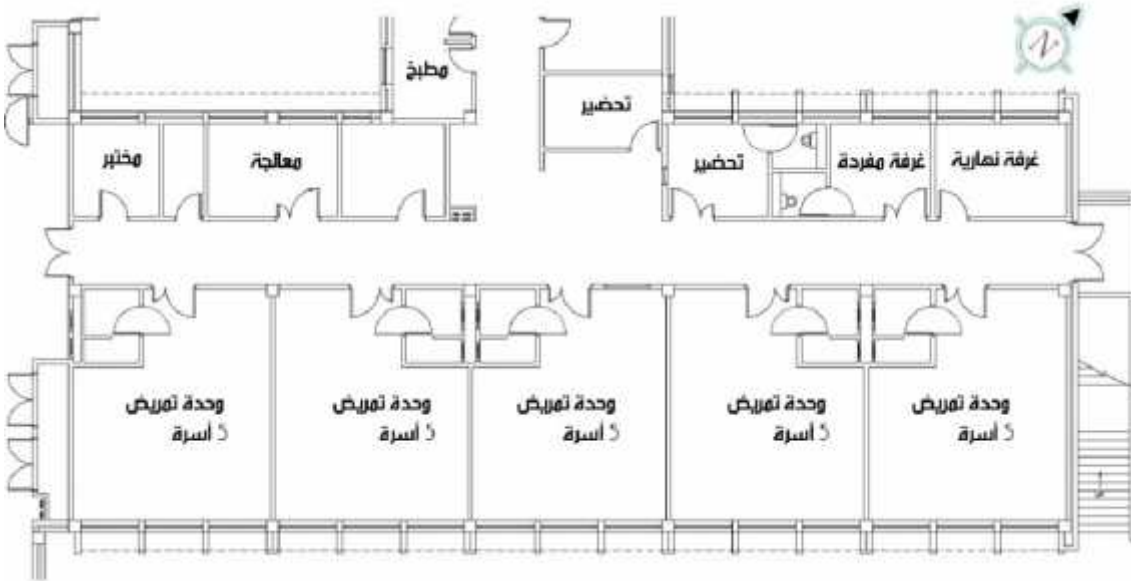 N
مطبخ
تحضير
غرفة نهارية
غرفة مفردة
تحضير
معالجة
مختبر
وحدة تمريض
5 أسرة
وحدة تمريض
5 أسرة
وحدة تمريض
5 أسرة
وحدة تمريض
5 أسرة
وحدة تمريض
5 أسرة